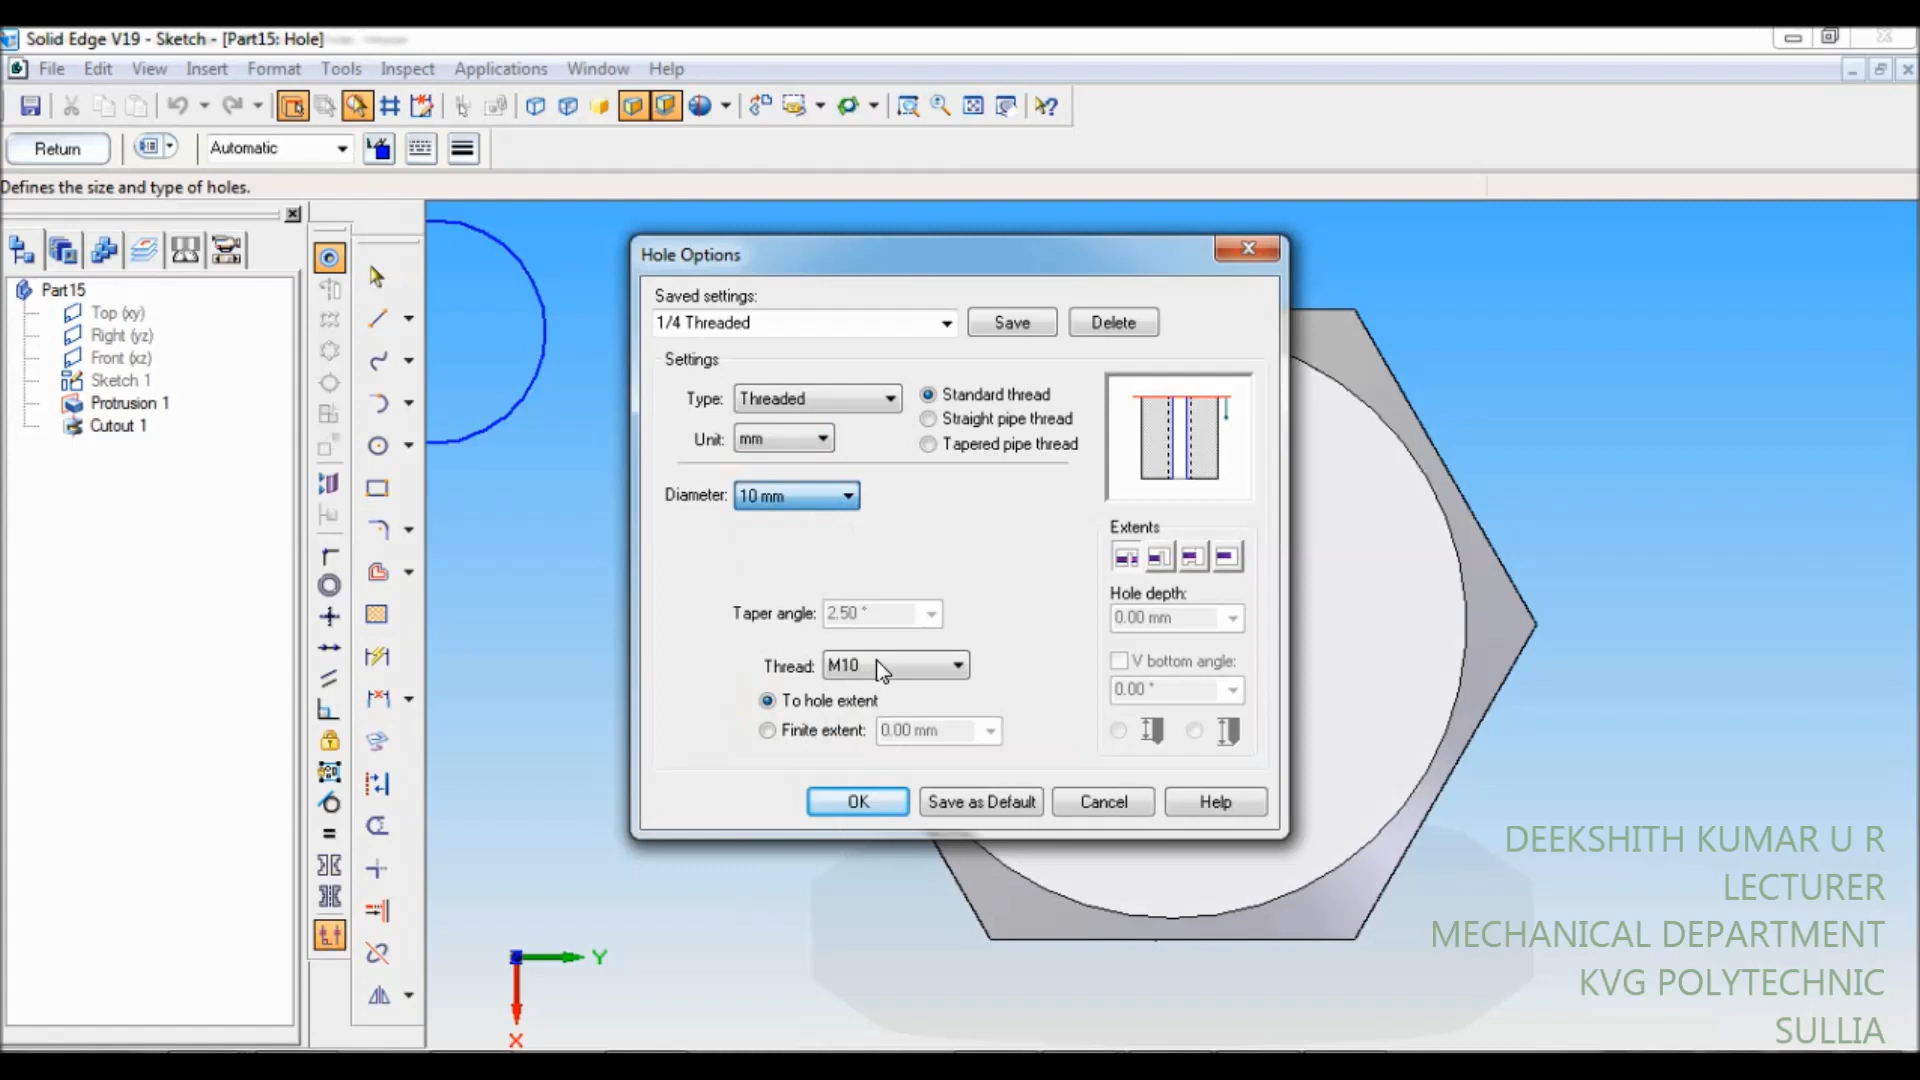 Solid Edge V19 - Sketch - [Part15: Hole]
File Edit View Insert Format Tools Inspect Applications Window Help
Return Automatic
Defines the size and type of holes.
Part15
Top (xy)
Right (yz)
Front (xz)
Sketch 1
Protrusion 1
Cutout 1
Hole Options
Saved settings:
1/4 Threaded Save Delete
Settings
Type: Threaded
Unit: mm
Standard thread
Straight pipe thread
Tapered pipe thread
Diameter: 10 mm
Taper angle: 2.50 °
Thread: M10
To hole extent
Finite extent: 0.00 mm
Extents
Hole depth:
0.00 mm
V bottom angle:
0.00 °
OK Save as Default Cancel Help
Y
X
DEEKSHITH KUMAR U R
LECTURER
MECHANICAL DEPARTMENT
KVG POLYTECHNIC
SULLIA